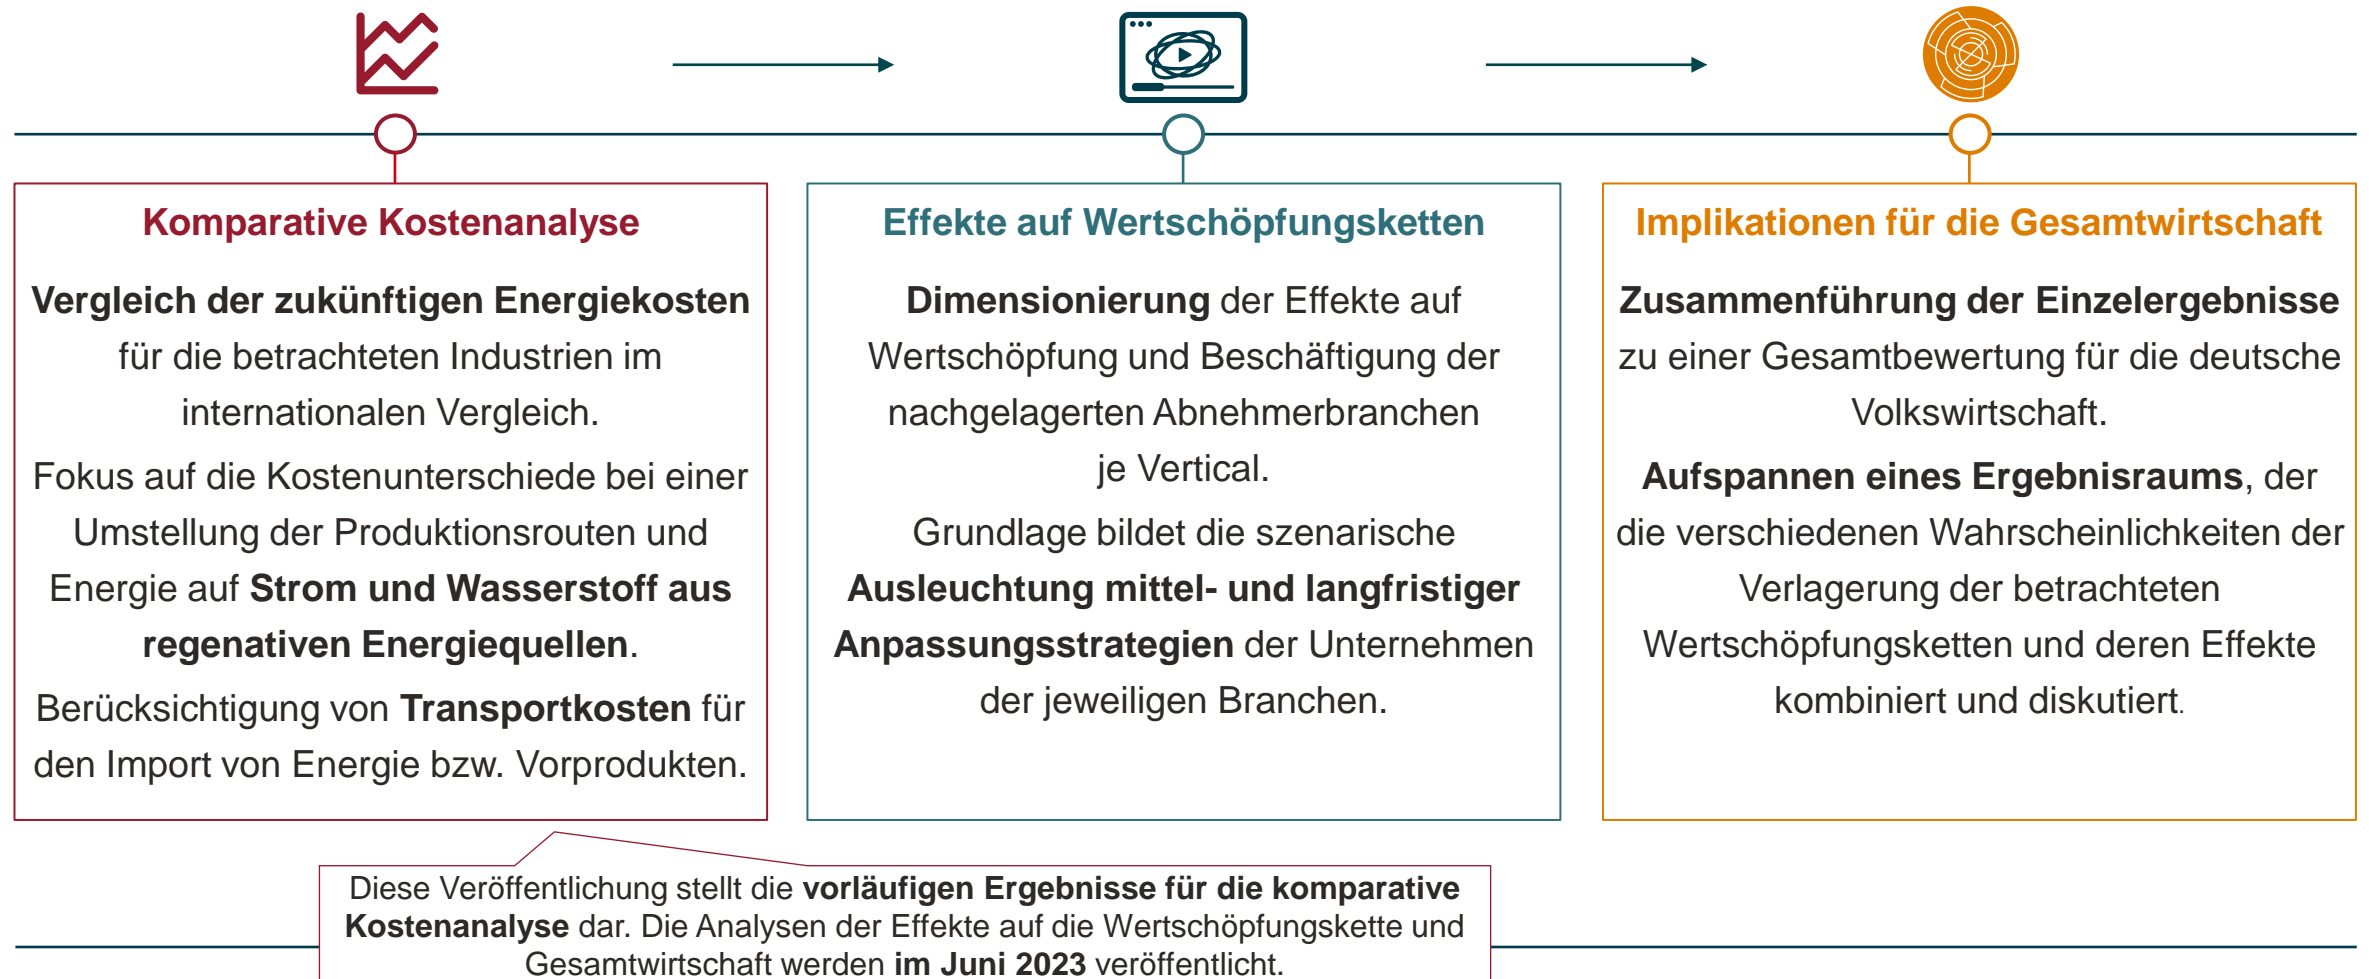 Komparative Kostenanalyse
Vergleich der zukünftigen Energiekosten
für die betrachteten Industrien im
internationalen Vergleich.
Fokus auf die Kostenunterschiede bei einer
Umstellung der Produktionsrouten und
Energie auf Strom und Wasserstoff aus
regenativen Energiequellen.
Berücksichtigung von Transportkosten für
den Import von Energie bzw. Vorprodukten.
Effekte auf Wertschöpfungsketten
Dimensionierung der Effekte auf
Wertschöpfung und Beschäftigung der
nachgelagerten Abnehmerbranchen
je Vertical.
Grundlage bildet die szenarische
Ausleuchtung mittel- und langfristiger
Anpassungsstrategien der Unternehmen
der jeweiligen Branchen.
Implikationen für die Gesamtwirtschaft
Zusammenführung der Einzelergebnisse
zu einer Gesamtbewertung für die deutsche
Volkswirtschaft.
Aufspannen eines Ergebnisraums, der
die verschiedenen Wahrscheinlichkeiten der
Verlagerung der betrachteten
Wertschöpfungsketten und deren Effekte
kombiniert und diskutiert.
Diese Veröffentlichung stellt die vorläufigen Ergebnisse für die komparative
Kostenanalyse dar. Die Analysen der Effekte auf die Wertschöpfungskette und
Gesamtwirtschaft werden im Juni 2023 veröffentlicht.